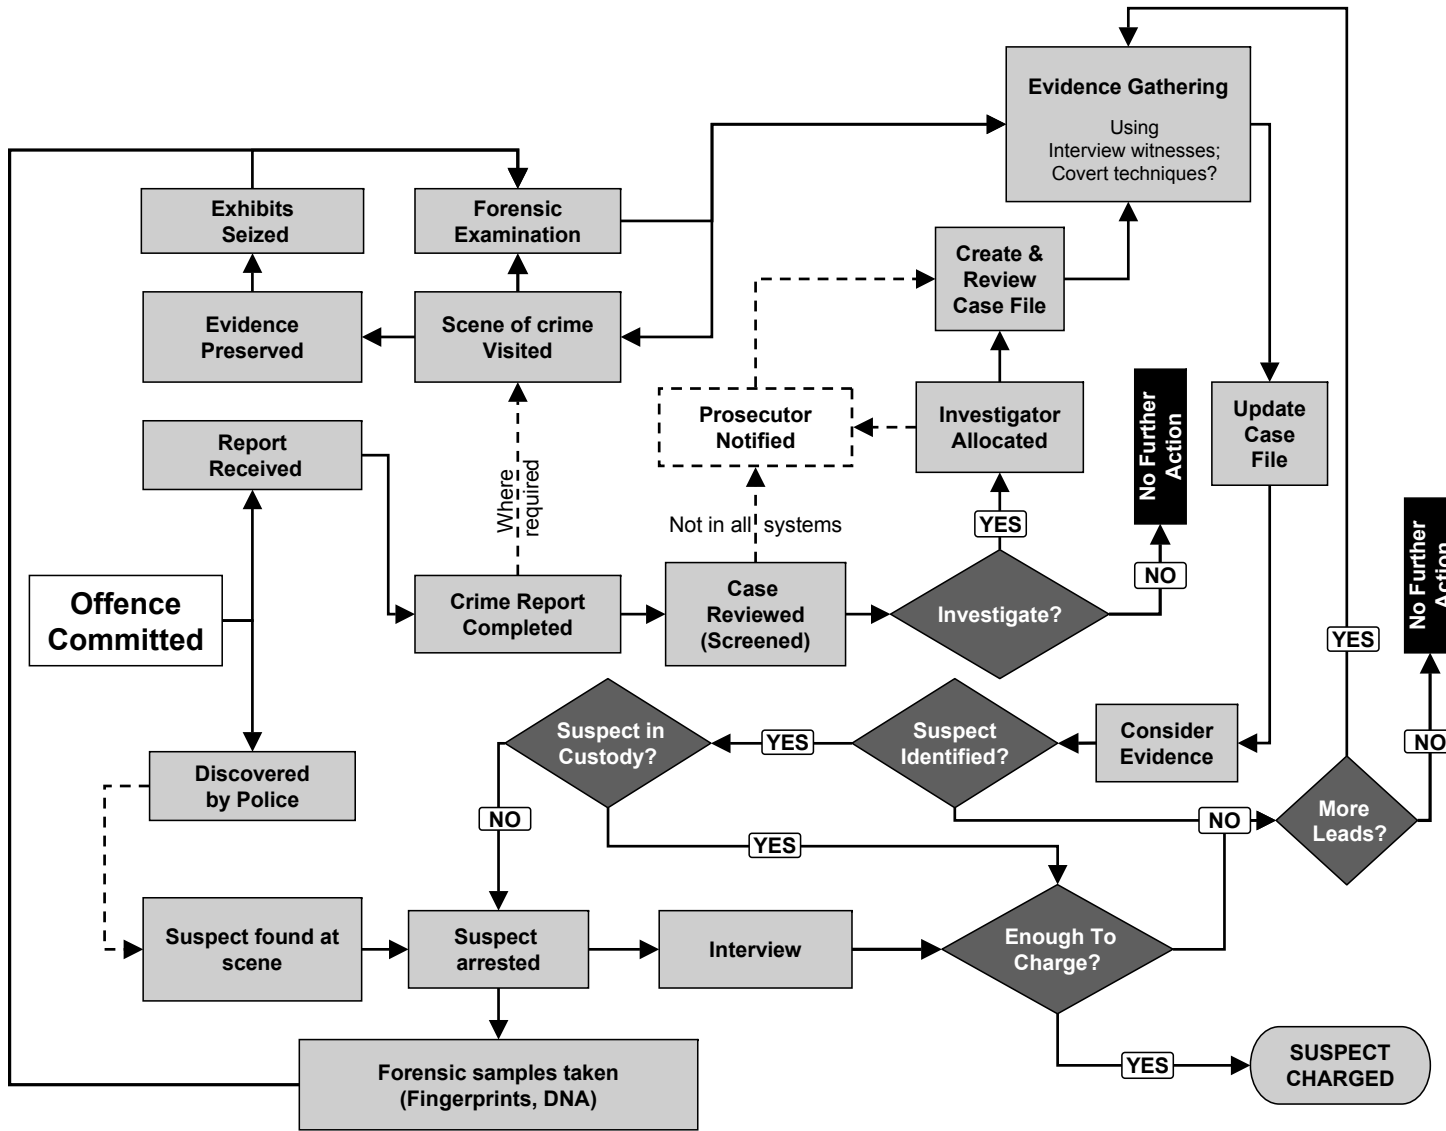 Evidence Gathering
Using
Interview witnesses;
Covert techniques?
Exhibits
Seized
Forensic
Examination
Create &
Review
Case File
Evidence
Preserved
Scene of crime
Visited
Prosecutor
Notified
Investigator
Allocated
No Further
Action
Update
Case
File
Report
Received
Where
required
Not in all systems
YES
No Further
Action
Offence
Committed
Crime Report
Completed
Case
Reviewed
(Screened)
Investigate?
NO
YES
Suspect in
Custody?
YES
Suspect
Identified?
Consider
Evidence
NO
Discovered
by Police
NO
YES
NO
More
Leads?
Suspect found at
scene
Suspect
arrested
Interview
Enough To
Charge?
YES
SUSPECT
CHARGED
Forensic samples taken
(Fingerprints, DNA)